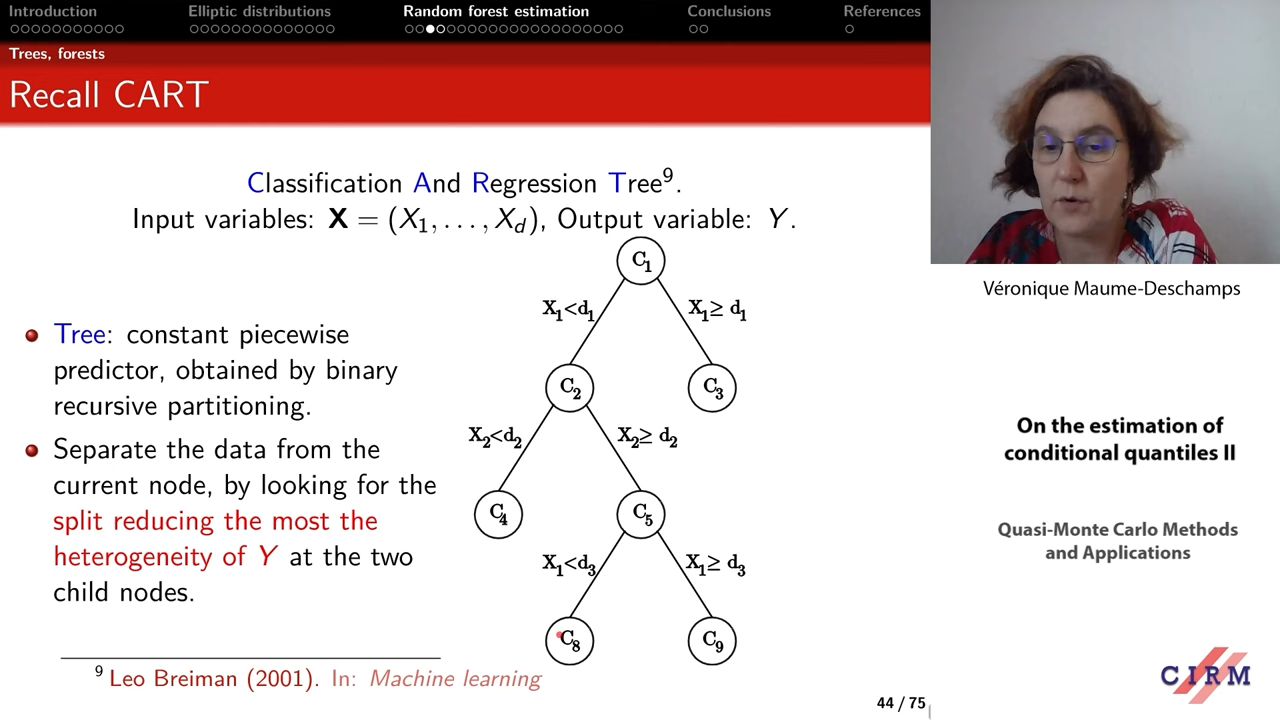 Introduction
Elliptic distributions
Random forest estimation
Conclusions
References
Trees, forests
Recall CART
Classification And Regression Tree⁹.
Input variables: X = (X₁, . . . , X_d), Output variable: Y.
Tree: constant piecewise
predictor, obtained by binary
recursive partitioning.
Separate the data from the
current node, by looking for the
split reducing the most the
heterogeneity of Y at the two
child nodes.
C₁
X₁<d₁
X₁≥ d₁
C₂
C₃
X₂<d₂
X₂≥ d₂
C₄
C₅
X₁<d₃
X₁≥ d₃
C₈
C₉
⁹ Leo Breiman (2001). In: Machine learning
44 / 75
Véronique Maume-Deschamps
On the estimation of
conditional quantiles II
Quasi-Monte Carlo Methods
and Applications
CIRM